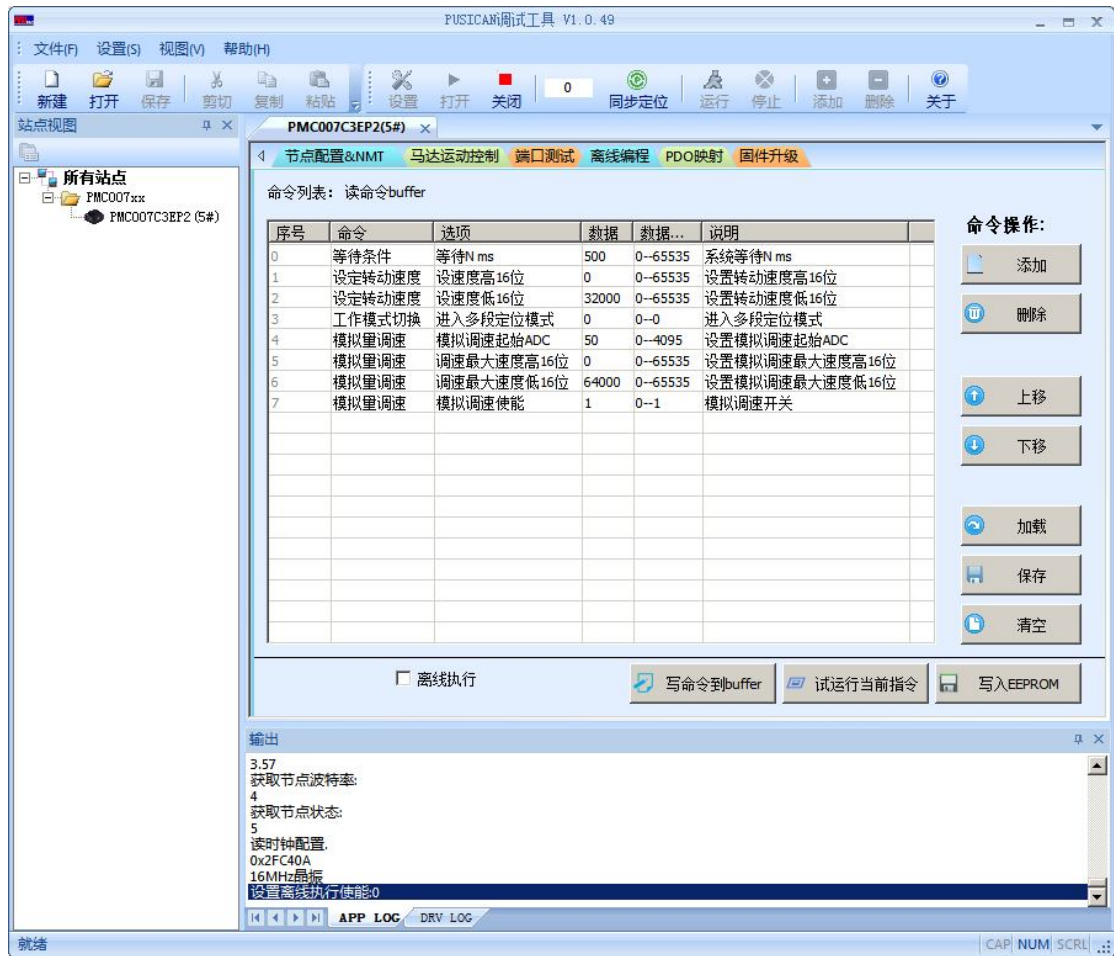 PUSICAN调试工具 V1.0.49
文件(F) 设置(S) 视图(V) 帮助(H)
新建 打开 保存 剪切 复制 粘贴 设置 打开 关闭 0 同步定位 运行 停止 添加 删除 关于
站点视图
PMC007C3EP2(5#)
节点配置&NMT 马达运动控制 端口测试 离线编程 PDO映射 固件升级
所有站点
PMC007xx
PMC007C3EP2 (5#)
命令列表: 读命令buffer
序号 命令 选项 数据 数据... 说明
0 等待条件 等待N ms 500 0--65535 系统等待N ms
1 设定转动速度 设速度高16位 0 0--65535 设置转动速度高16位
2 设定转动速度 设速度低16位 32000 0--65535 设置转动速度低16位
3 工作模式切换 进入多段定位模式 0 0--0 进入多段定位模式
4 模拟量调速 模拟调速起始ADC 50 0--4095 设置模拟调速起始ADC
5 模拟量调速 调速最大速度高16位 0 0--65535 设置模拟调速最大速度高16位
6 模拟量调速 调速最大速度低16位 64000 0--65535 设置模拟调速最大速度低16位
7 模拟量调速 模拟调速使能 1 0--1 模拟调速开关
命令操作:
添加
删除
上移
下移
加载
保存
清空
离线执行 写命令到buffer 试运行当前指令 写入EEPROM
输出
3.57
获取节点波特率:
4
获取节点状态:
5
读时钟配置.
0x2FC40A
16MHz晶振
设置离线执行使能:0
APP LOG DRV LOG
就绪 CAP NUM SCRL